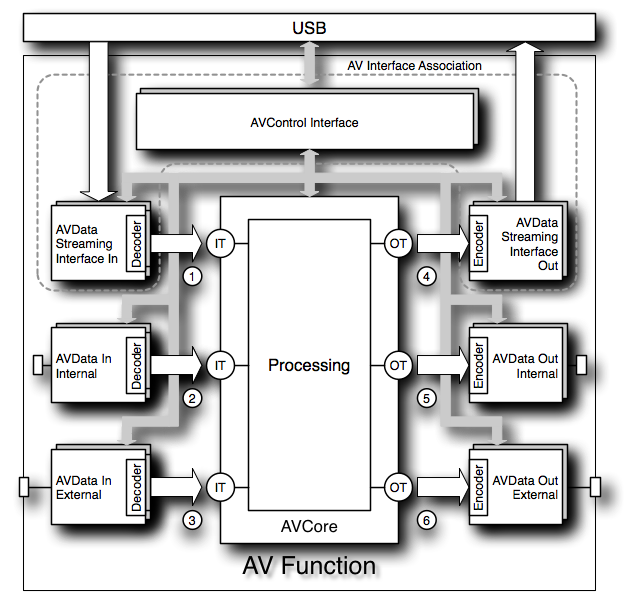 USB
AV Interface Association
AVControl Interface
AVData
Streaming
Interface In
Decoder
1
IT
OT
4
Encoder
AVData
Streaming
Interface
Out
AVData In
Internal
Decoder
2
IT
Processing
OT
5
Encoder
AVData Out
Internal
AVData In
External
Decoder
3
IT
OT
6
Encoder
AVData Out
External
AVCore
AV Function